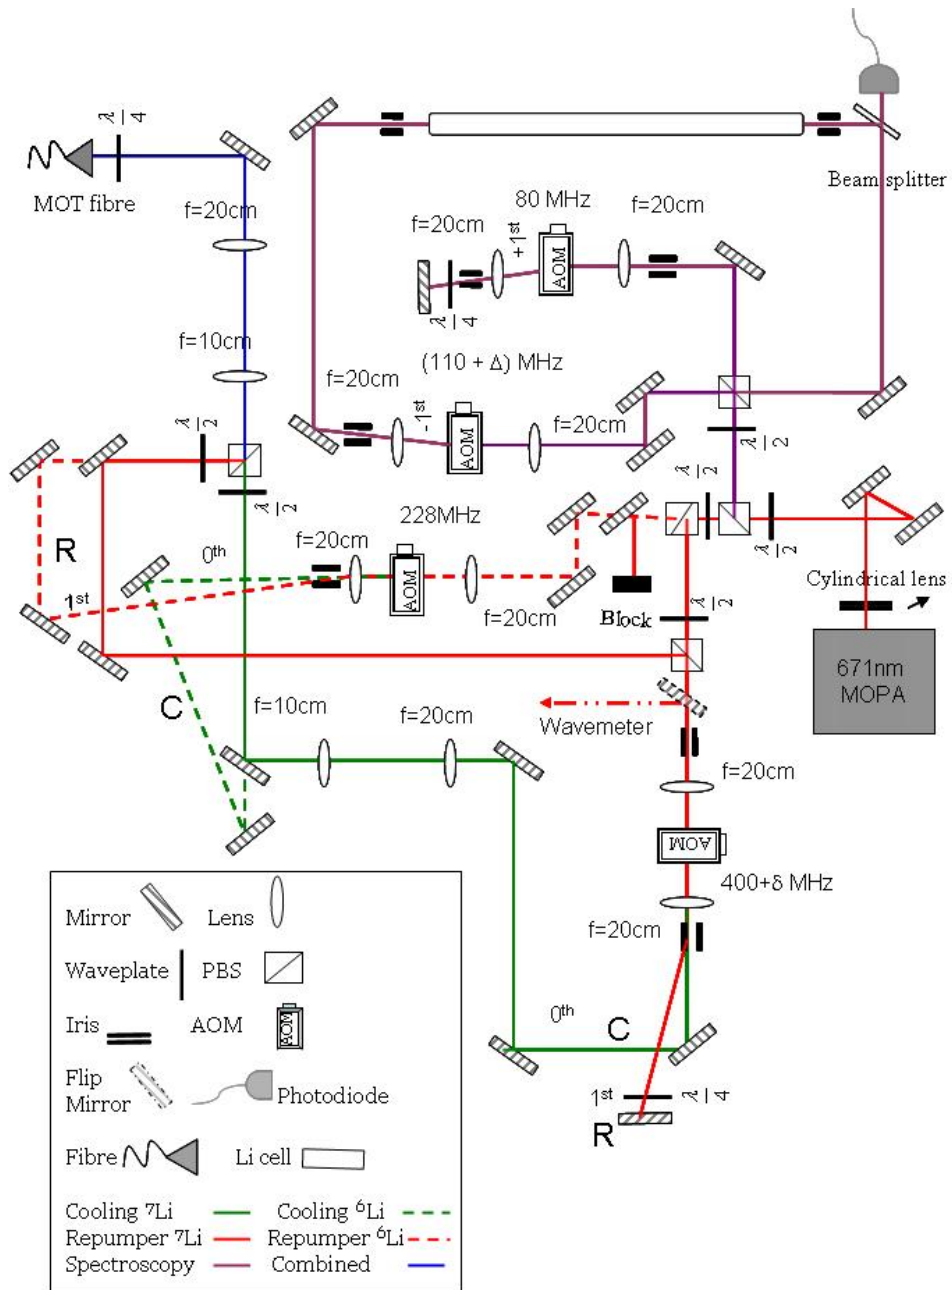 λ/4
MOT fibre
f=20cm
f=10cm
λ/2
λ/2
Beam splitter
80 MHz
f=20cm
f=20cm
+1st
AOM
λ/4
(110 + Δ) MHz
f=20cm
-1st
AOM
f=20cm
λ/2
λ/2
λ/2
228MHz
0th
f=20cm
AOM
f=20cm
R
1st
Block
λ/2
Cylindrical lens
671nm
MOPA
C
f=10cm
f=20cm
Wavemeter
f=20cm
AOM
400+δ MHz
f=20cm
0th
C
1st
λ/4
R
Mirror
Lens
Waveplate
PBS
Iris
AOM
AOM
Flip
Mirror
Photodiode
Fibre
Li cell
Cooling ⁷Li
Cooling ⁶Li
Repumper ⁷Li
Repumper ⁶Li
Spectroscopy
Combined